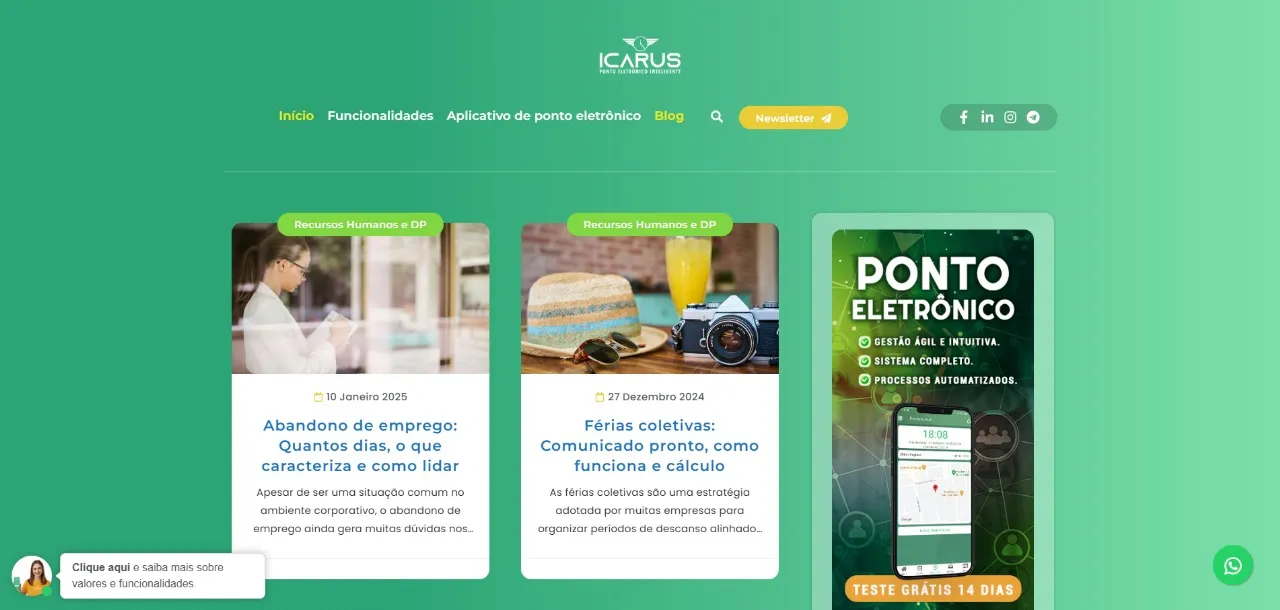 ICARUS
PONTO ELETRÔNICO INTELIGENTE
Início Funcionalidades Aplicativo de ponto eletrônico Blog Newsletter
Recursos Humanos e DP
10 Janeiro 2025
Abandono de emprego:
Quantos dias, o que
caracteriza e como lidar
Apesar de ser uma situação comum no
ambiente corporativo, o abandono de
emprego ainda gera muitas dúvidas nos...
Recursos Humanos e DP
27 Dezembro 2024
Férias coletivas:
Comunicado pronto, como
funciona e cálculo
As férias coletivas são uma estratégia
adotada por muitas empresas para
organizar períodos de descanso alinhado...
PONTO
ELETRÔNICO
GESTÃO ÁGIL E INTUITIVA.
SISTEMA COMPLETO.
PROCESSOS AUTOMATIZADOS.
18:08
TESTE GRÁTIS 14 DIAS
Clique aqui e saiba mais sobre
valores e funcionalidades.